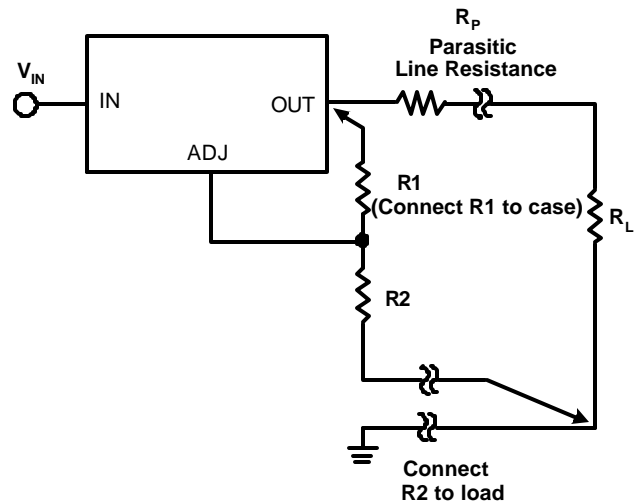 R_P
Parasitic
Line Resistance
V_IN
IN
OUT
ADJ
R1
(Connect R1 to case)
R_L
R2
Connect
R2 to load